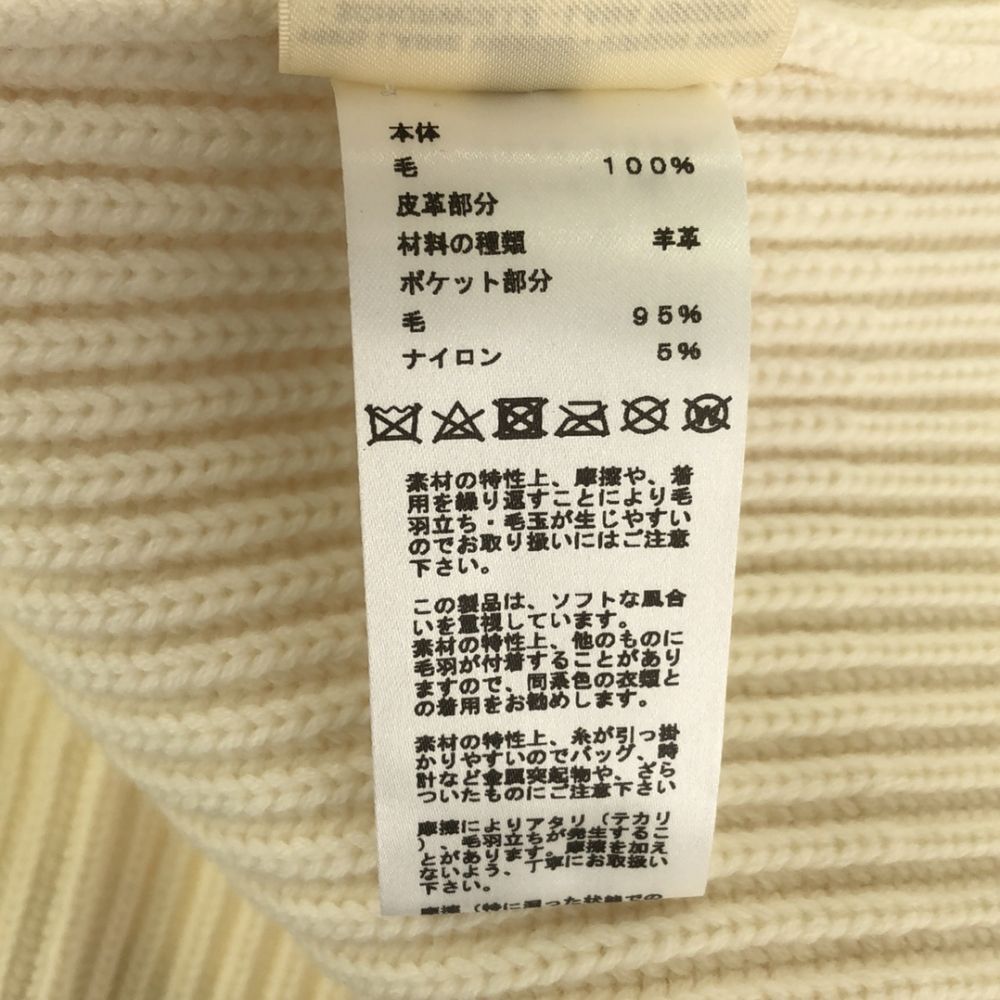 本体
毛 100%
皮革部分
材料の種類 羊革
ポケット部分
毛 95%
ナイロン 5%
素材の特性上、摩擦や、着
用を繰り返すことにより毛
羽立ち・毛玉が生じやすい
のでお取り扱いにはご注意
下さい。
この製品は、ソフトな風合
いを重視しています。
素材の特性上、他のものに
毛羽が付着することがあり
ますので、同系色の衣類と
の着用をお勧めします。
素材の特性上、糸が引っ掛
かりやすいのでバッグ、時
計など金属突起物や、ざら
ついたものにご注意下さい
摩擦によりアタリ（テカリ
）、毛羽立ちが発生するこ
とがあります。摩擦を加え
ないよう、丁寧にお取扱い
下さい。
摩擦（特に湿った状態での